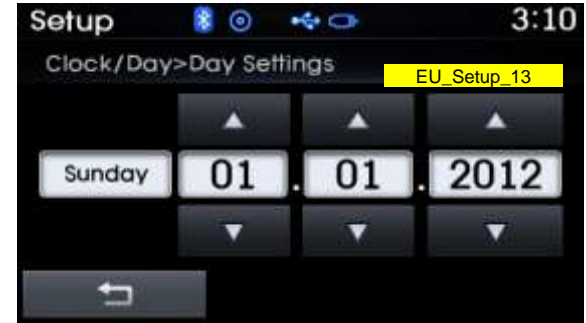 Setup 3:10
Clock/Day>Day Settings
EU_Setup_13
Sunday 01 . 01 . 2012